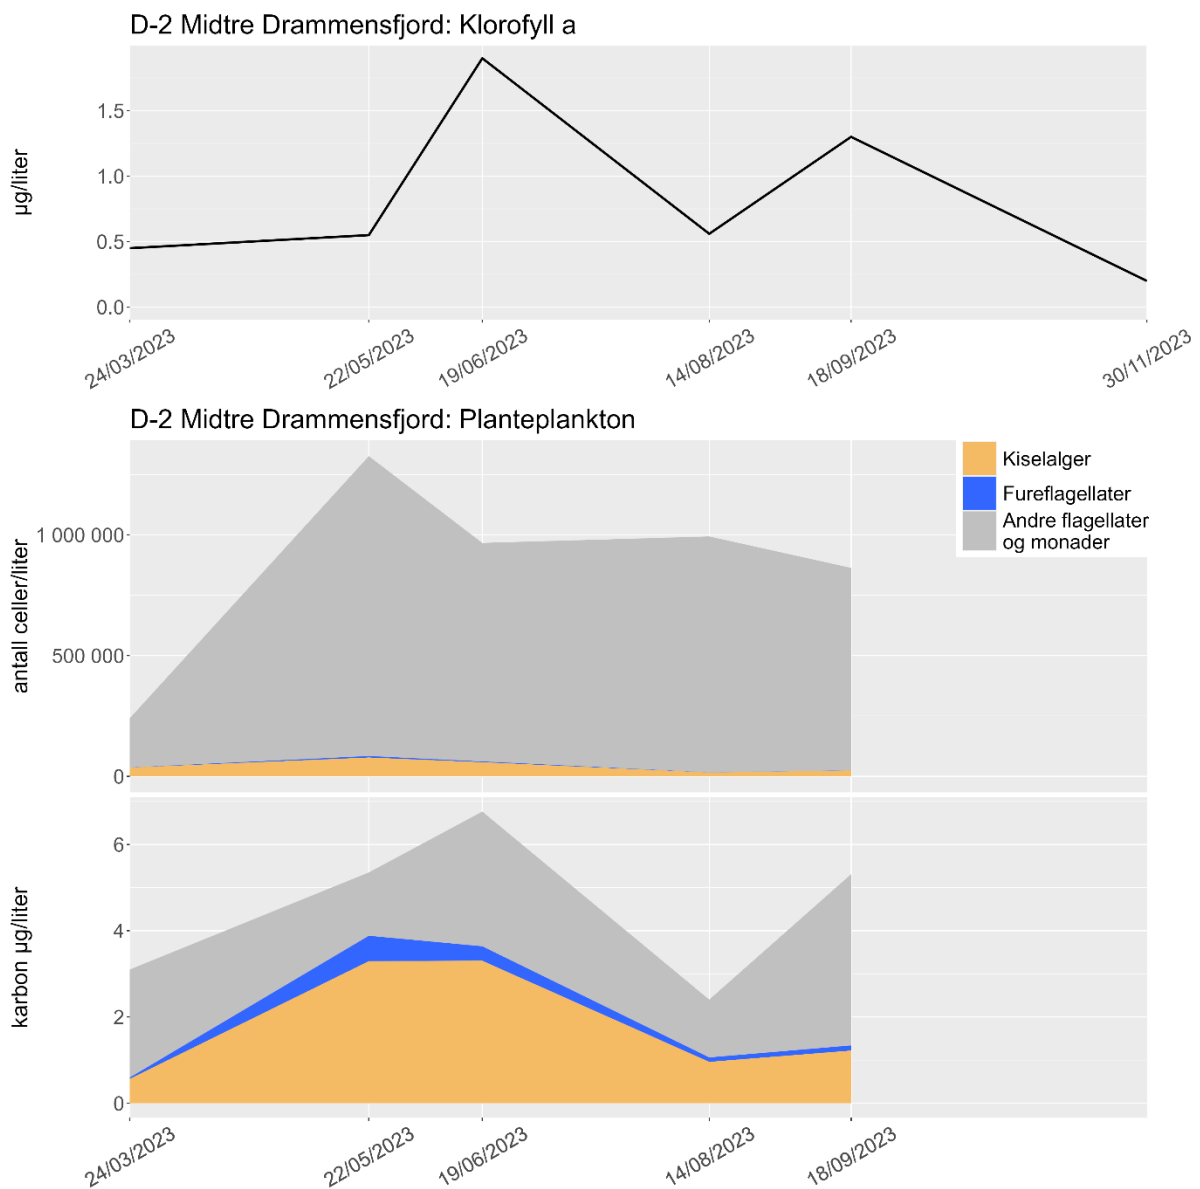 D-2 Midtre Drammensfjord: Klorofyll a
µg/liter
1.5
1.0
0.5
0.0
24/03/2023
22/05/2023
19/06/2023
14/08/2023
18/09/2023
30/11/2023
D-2 Midtre Drammensfjord: Planteplankton
antall celler/liter
1 000 000
500 000
0
Kiselalger
Fureflagellater
Andre flagellater
og monader
karbon µg/liter
6
4
2
0
24/03/2023
22/05/2023
19/06/2023
14/08/2023
18/09/2023